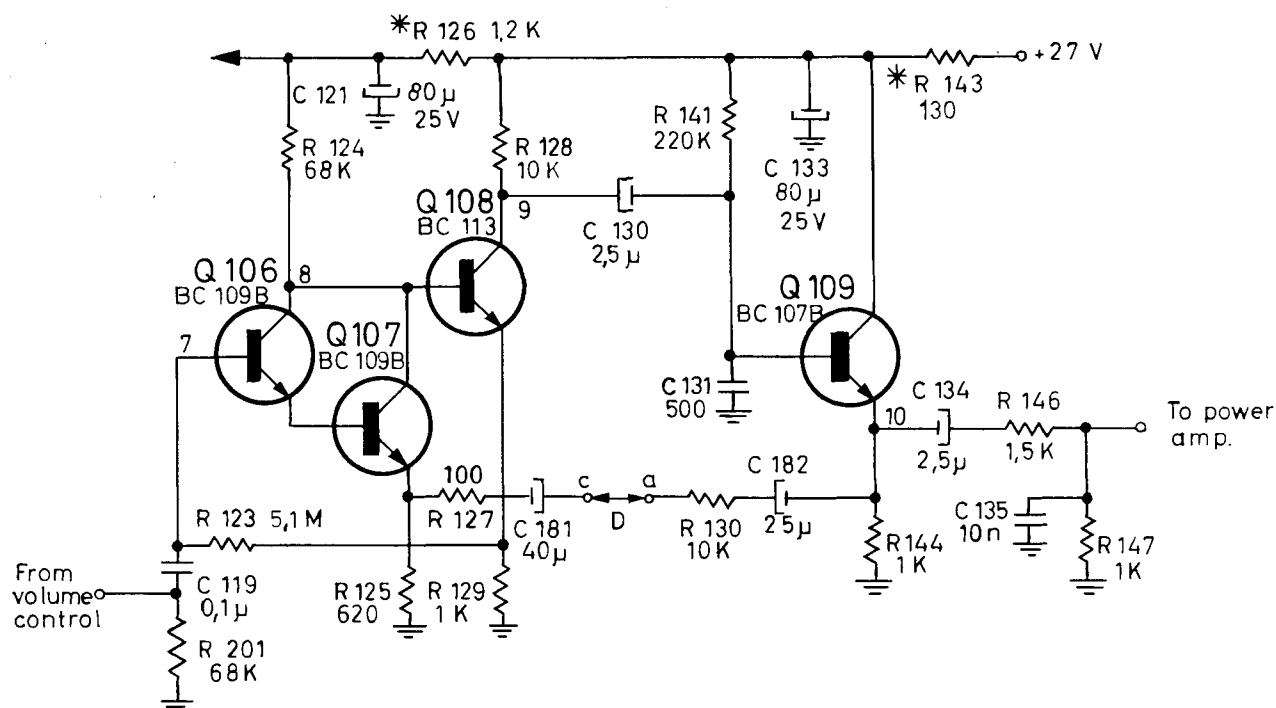 *R 126 1,2 K
+27 V
C 121
80µ
25V
*R 143
130
R 124
68K
R 128
10 K
R 141
220K
C 133
80µ
25V
Q 108
BC 113
9
C 130
2,5µ
Q 106
BC 109B
8
Q 109
BC 107B
7
Q107
BC 109B
C 131
500
C 134
2,5µ
R 146
1,5K
10
To power
amp.
100
R 127
C 181
40µ
c
a
D
R 130
10K
C 182
25µ
C 135
10n
R 123 5,1 M
R 144
1K
R 147
1K
From
volume
control
C 119
0,1µ
R 125
620
R 129
1 K
R 201
68K